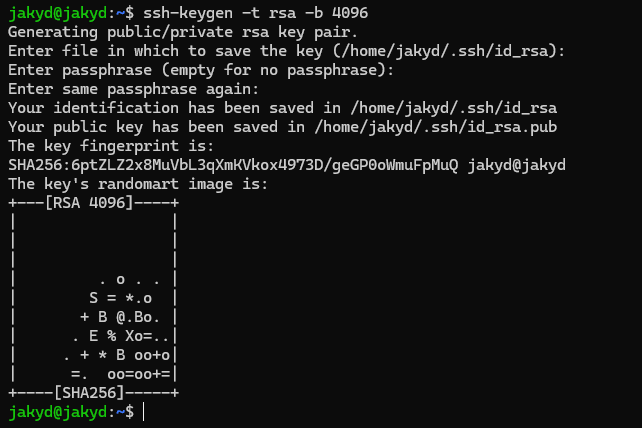 jakyd@jakyd:~$ ssh-keygen -t rsa -b 4096
Generating public/private rsa key pair.
Enter file in which to save the key (/home/jakyd/.ssh/id_rsa):
Enter passphrase (empty for no passphrase):
Enter same passphrase again:
Your identification has been saved in /home/jakyd/.ssh/id_rsa
Your public key has been saved in /home/jakyd/.ssh/id_rsa.pub
The key fingerprint is:
SHA256:6ptZLZ2x8MuVbL3qXmKVkox4973D/geGP0oWmuFpMuQ jakyd@jakyd
The key's randomart image is:
+---[RSA 4096]----+
|                 |
|                 |
|                 |
|         . o . . |
|        S = *.o  |
|       + B @.Bo. |
|      . E % Xo=..|
|     . + * B oo+o|
|      =.  oo=oo+=|
+----[SHA256]-----+
jakyd@jakyd:~$